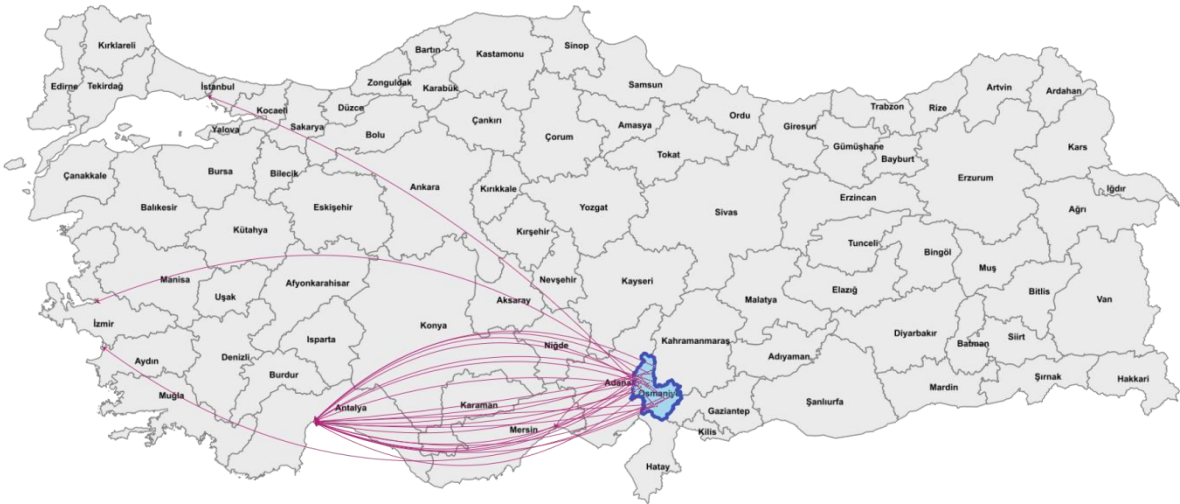 Kırklareli
Edirne
Tekirdağ
İstanbul
Kocaeli
Yalova
Sakarya
Düzce
Zonguldak
Bartın
Karabük
Kastamonu
Sinop
Samsun
Bolu
Çankırı
Çorum
Amasya
Tokat
Ordu
Giresun
Trabzon
Rize
Artvin
Ardahan
Gümüşhane
Bayburt
Kars
Erzurum
Iğdır
Ağrı
Çanakkale
Balıkesir
Bursa
Bilecik
Eskişehir
Kütahya
Ankara
Kırıkkale
Kırşehir
Yozgat
Sivas
Erzincan
Tunceli
Bingöl
Muş
Bitlis
Van
Manisa
Uşak
Afyonkarahisar
Konya
Aksaray
Nevşehir
Kayseri
Malatya
Elazığ
Diyarbakır
Batman
Siirt
İzmir
Aydın
Denizli
Isparta
Burdur
Niğde
Kahramanmaraş
Adıyaman
Mardin
Şırnak
Hakkari
Muğla
Antalya
Karaman
Mersin
Adana
Osmaniye
Gaziantep
Kilis
Şanlıurfa
Hatay